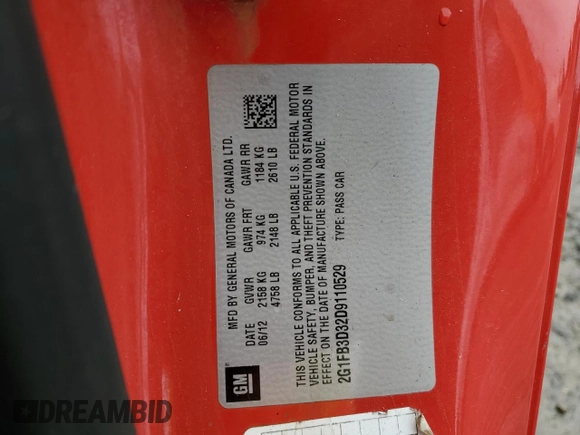 MFD BY GENERAL MOTORS OF CANADA LTD.
DATE GVWR GAWR FRT GAWR RR
06/12 2158 KG 974 KG 1184 KG
4758 LB 2148 LB 2610 LB
GM
THIS VEHICLE CONFORMS TO ALL APPLICABLE U.S. FEDERAL MOTOR
VEHICLE SAFETY, BUMPER, AND THEFT PREVENTION STANDARDS IN
EFFECT ON THE DATE OF MANUFACTURE SHOWN ABOVE.
2G1FB3D32D9110529 TYPE: PASS CAR
DREAMBID